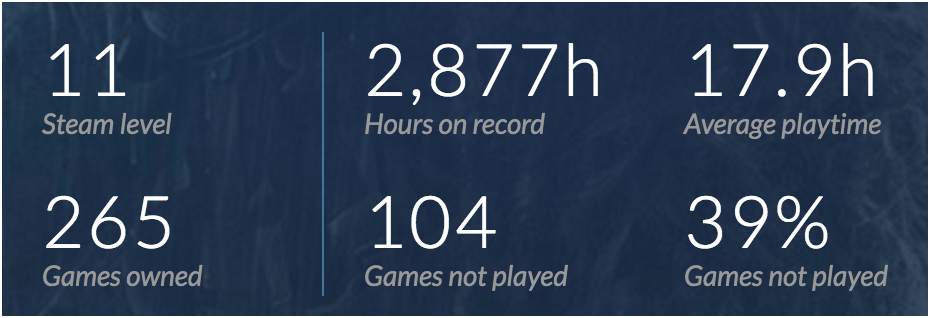 11
Steam level
2,877h
Hours on record
17.9h
Average playtime
265
Games owned
104
Games not played
39%
Games not played